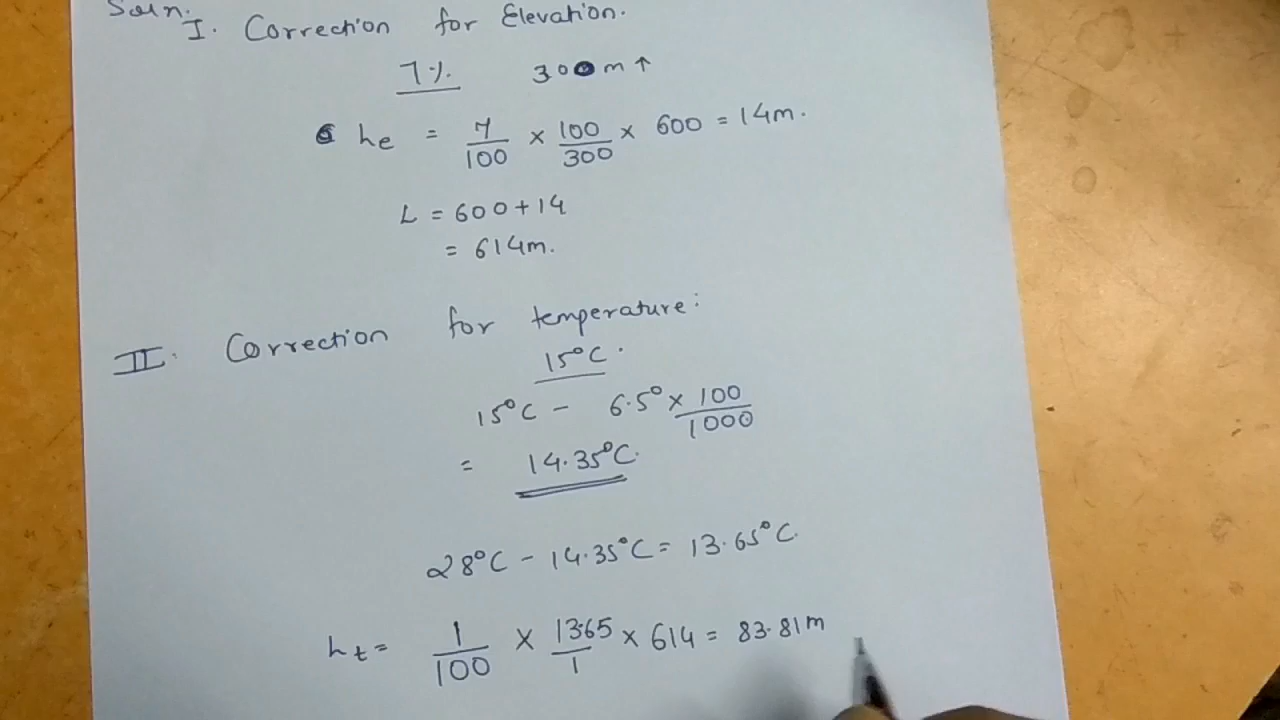 Soln.
I. Correction for Elevation.
7% 300m ↑
he = 7/100 × 100/300 × 600 = 14m.
L = 600+14
= 614m.
II. Correction for temperature:
15°C.
15°C - 6.5° × 100/1000
= 14.35°C.
28°C - 14.35°C = 13.65°C.
ht = 1/100 × 13.65/1 × 614 = 83.81m